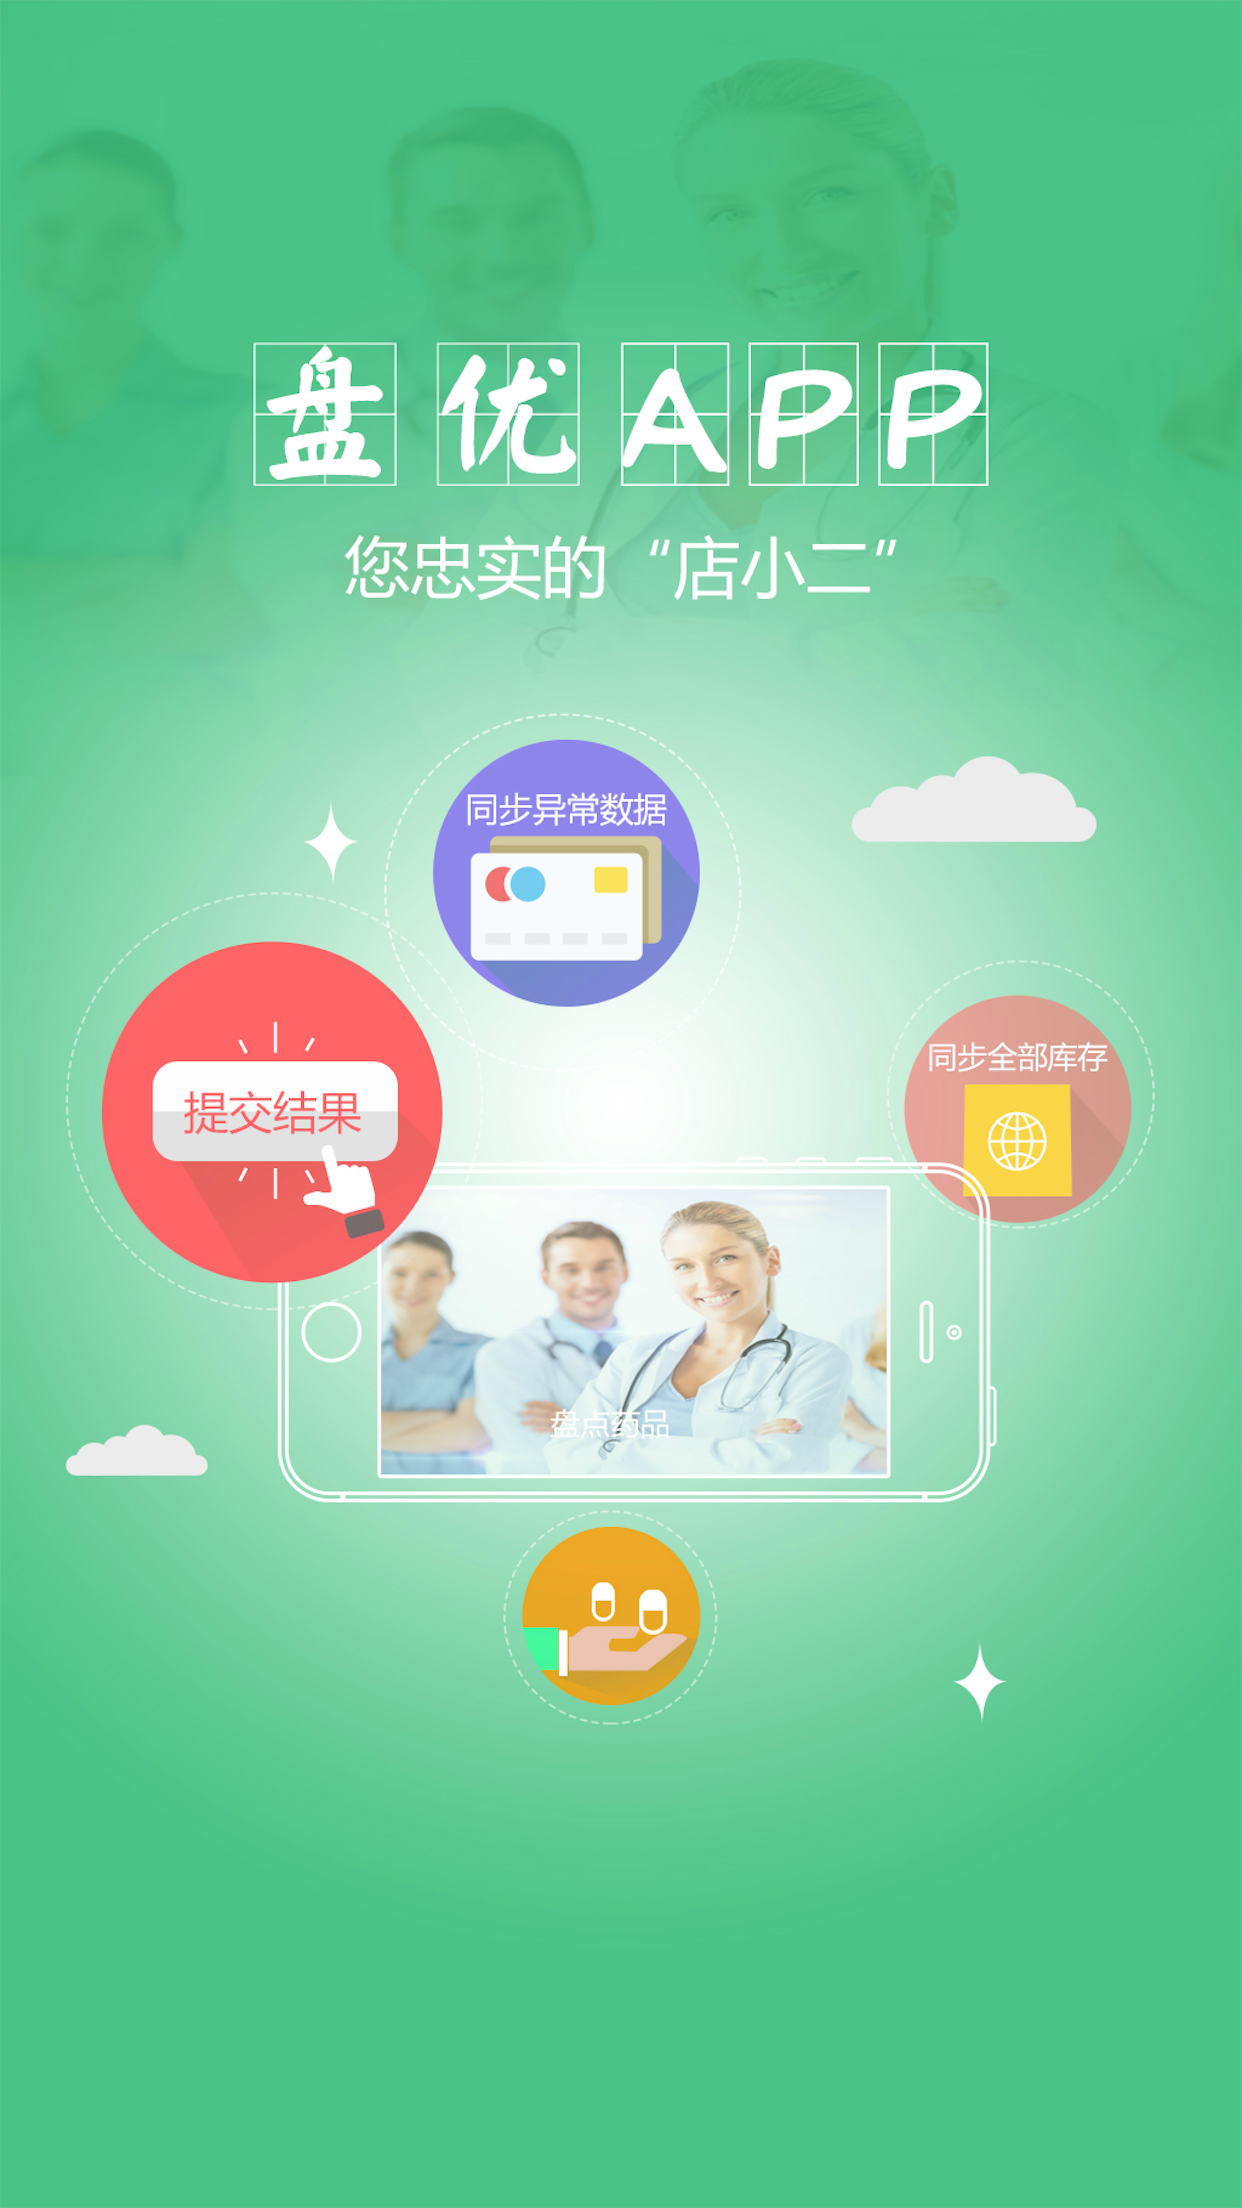 盘优APP
您忠实的“店小二”
同步异常数据
同步全部库存
提交结果
盘点药品